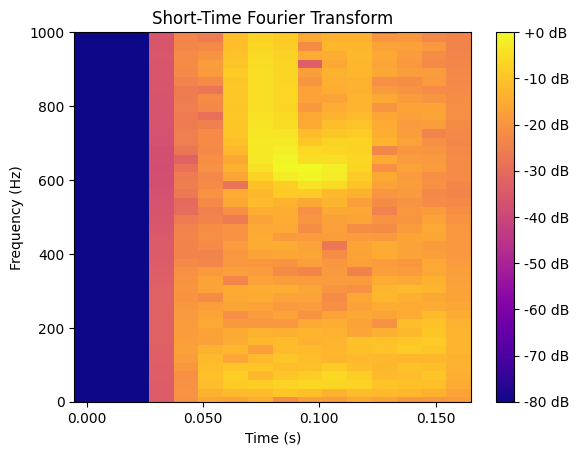 Short-Time Fourier Transform
1000
800
600
400
200
0
Frequency (Hz)
0.000
0.050
0.100
0.150
Time (s)
+0 dB
-10 dB
-20 dB
-30 dB
-40 dB
-50 dB
-60 dB
-70 dB
-80 dB